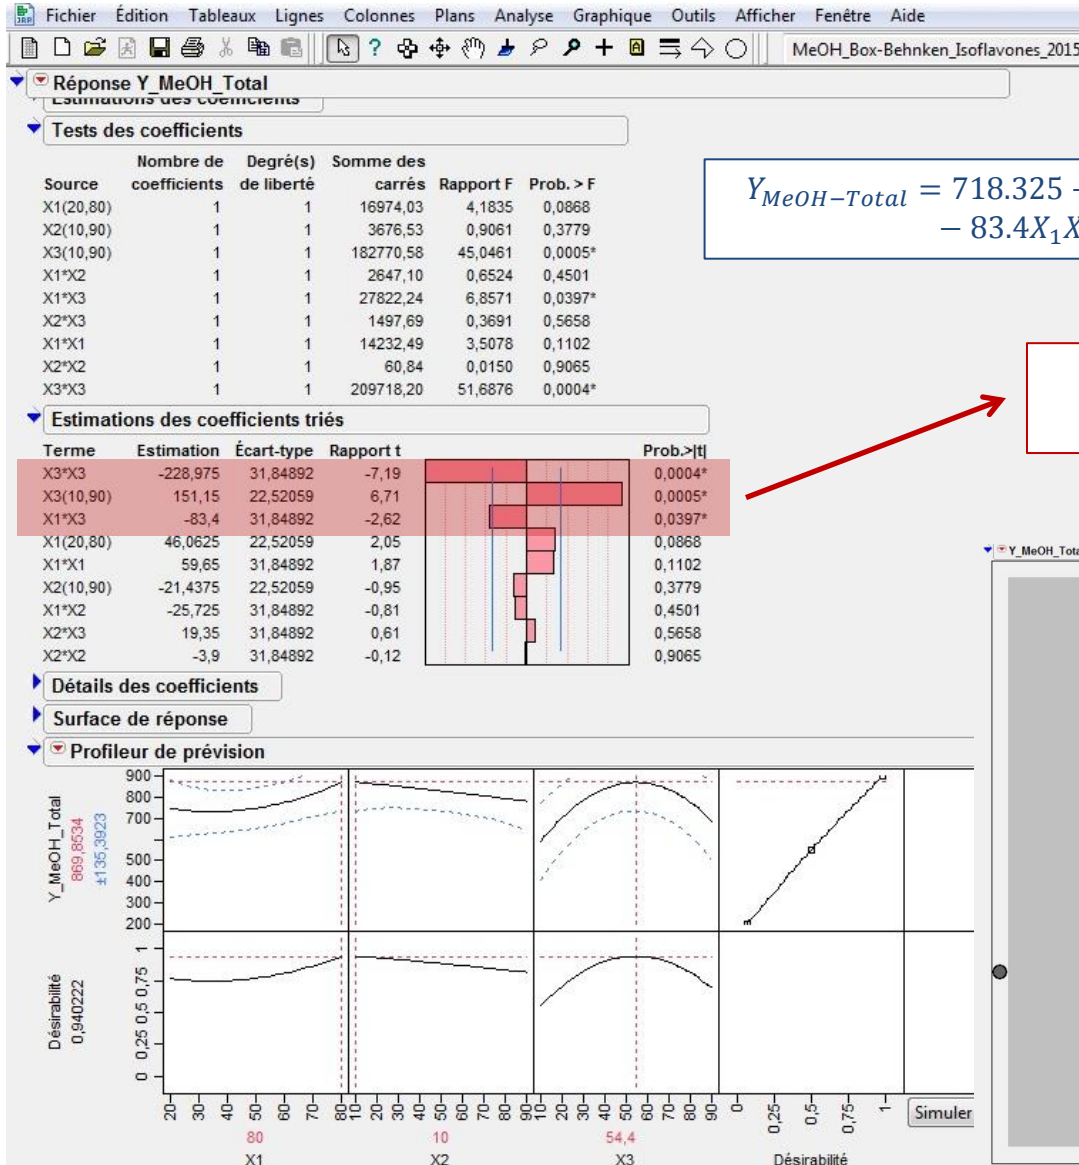 Fichier Édition Tableaux Lignes Colonnes Plans Analyse Graphique Outils Afficher Fenêtre Aide
MeOH_Box-Behnken_Isoflavones_2015
Réponse Y_MeOH_Total
Estimations des coefficients
Tests des coefficients
Source Nombre de coefficients Degré(s) de liberté Somme des carrés Rapport F Prob. > F
X1(20,80) 1 1 16974,03 4,1835 0,0868
X2(10,90) 1 1 3676,53 0,9061 0,3779
X3(10,90) 1 1 182770,58 45,0461 0,0005*
X1*X2 1 1 2647,10 0,6524 0,4501
X1*X3 1 1 27822,24 6,8571 0,0397*
X2*X3 1 1 1497,69 0,3691 0,5658
X1*X1 1 1 14232,49 3,5078 0,1102
X2*X2 1 1 60,84 0,0150 0,9065
X3*X3 1 1 209718,20 51,6876 0,0004*
Y_{MeOH−Total} = 718.325 -
− 83.4X₁X
Estimations des coefficients triés
Terme Estimation Écart-type Rapport t Prob.>|t|
X3*X3 -228,975 31,84892 -7,19 0,0004*
X3(10,90) 151,15 22,52059 6,71 0,0005*
X1*X3 -83,4 31,84892 -2,62 0,0397*
X1(20,80) 46,0625 22,52059 2,05 0,0868
X1*X1 59,65 31,84892 1,87 0,1102
X2(10,90) -21,4375 22,52059 -0,95 0,3779
X1*X2 -25,725 31,84892 -0,81 0,4501
X2*X3 19,35 31,84892 0,61 0,5658
X2*X2 -3,9 31,84892 -0,12 0,9065
Y_MeOH_Tota
Détails des coefficients
Surface de réponse
Profileur de prévision
Y_MeOH_Total
869,8534
±135,3923
900
800
700
500
400
300
200
Désirabilité
0,940222
1
0,75
0,5
0,25
0
20 30 40 50 60 70 80 10 20 30 40 50 60 70 80 90 10 20 30 40 50 60 70 80 90 0 0,25 0,5 0,75 1
Simuler
80 10 54,4
X1 X2 X3 Désirabilité